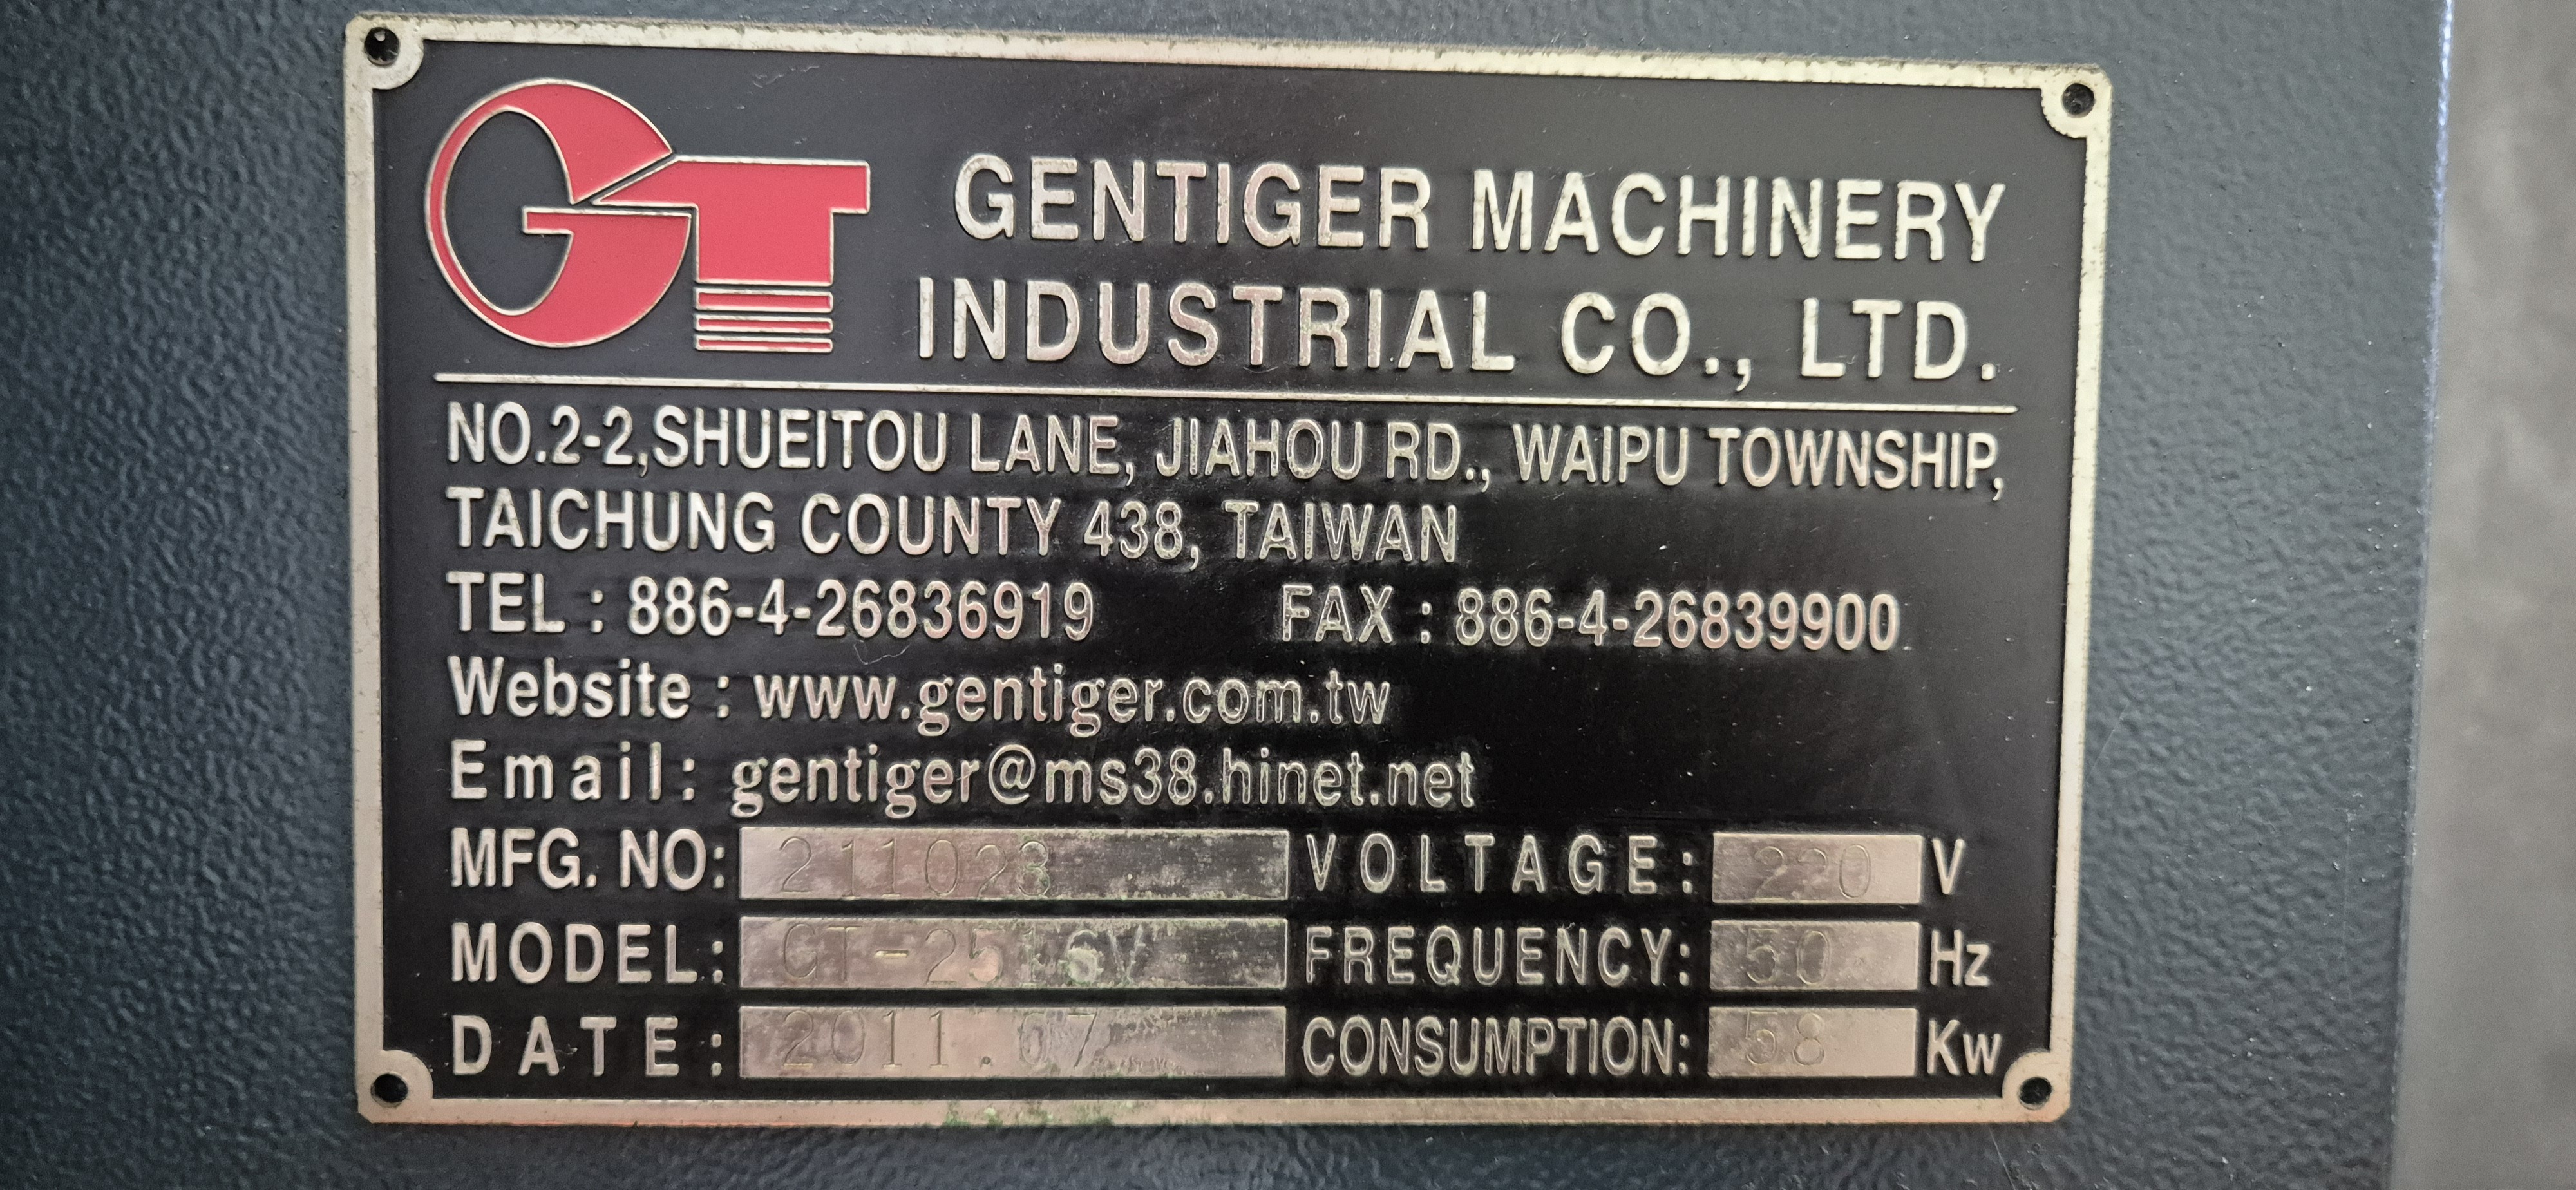 GT
GENTIGER MACHINERY
INDUSTRIAL CO., LTD.
NO.2-2,SHUEITOU LANE, JIAHOU RD., WAIPU TOWNSHIP,
TAICHUNG COUNTY 438, TAIWAN
TEL : 886-4-26836919 FAX : 886-4-26839900
Website : www.gentiger.com.tw
Email: gentiger@ms38.hinet.net
MFG. NO: 211023 VOLTAGE: 220 V
MODEL: FREQUENCY: 50 Hz
DATE: 2011.07 CONSUMPTION: 58 Kw